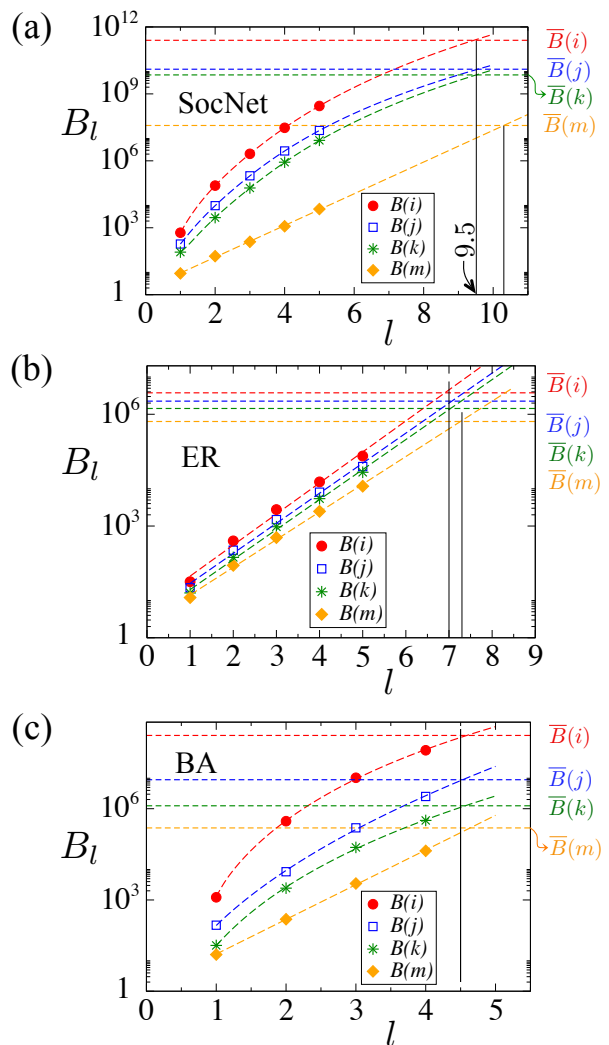 (a)
10^12
10^9
10^6
10^3
1
B_l
SocNet
B(i)
B(j)
B(k)
B(m)
9.5
B̅(i)
B̅(j)
B̅(k)
B̅(m)
0 2 4 6 8 10
l
(b)
10^6
10^3
1
B_l
ER
B(i)
B(j)
B(k)
B(m)
B̅(i)
B̅(j)
B̅(k)
B̅(m)
0 1 2 3 4 5 6 7 8 9
l
(c)
10^6
10^3
1
B_l
BA
B(i)
B(j)
B(k)
B(m)
B̅(i)
B̅(j)
B̅(k)
B̅(m)
0 1 2 3 4 5
l